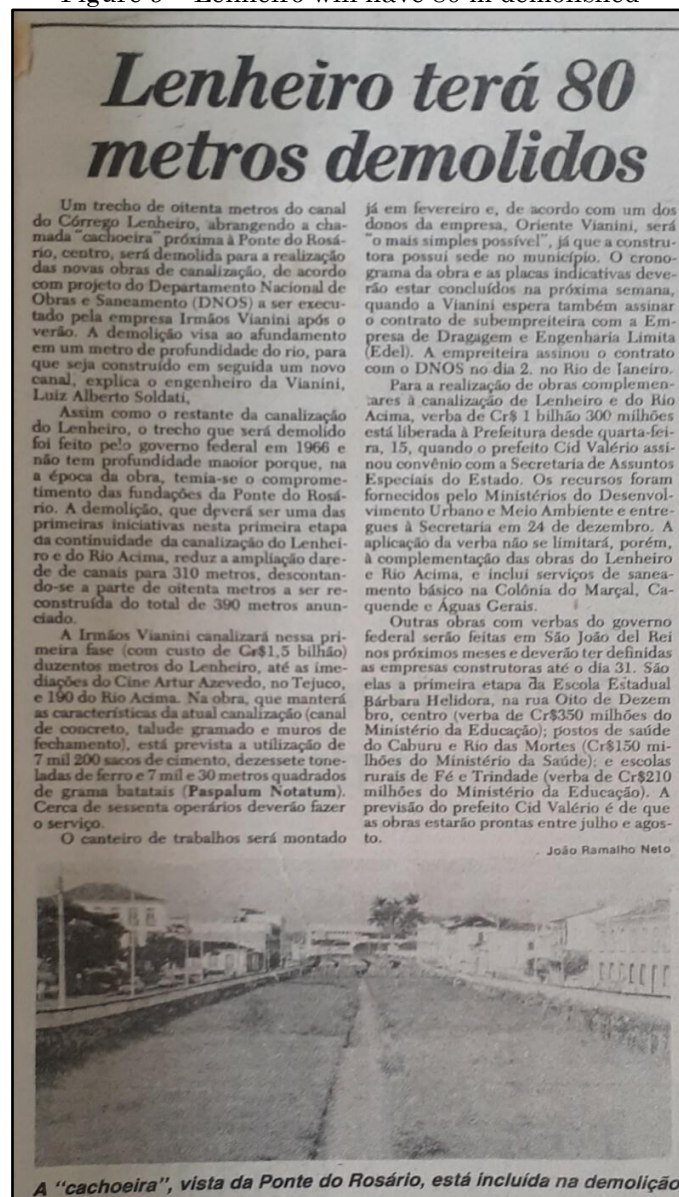 Lenheiro terá 80
metros demolidos
Um trecho de oitenta metros do canal
do Córrego Lenheiro, abrangendo a cha-
mada "cachoeira" próxima à Ponte do Rosá-
rio, centro, será demolida para a realização
das novas obras de canalização, de acordo
com projeto do Departamento Nacional de
Obras e Saneamento (DNOS) a ser execu-
tado pela empresa Irmãos Vianini após o
verão. A demolição visa ao afundamento
em um metro de profundidade do rio, para
que seja construído em seguida um novo
canal, explica o engenheiro da Vianini,
Luiz Alberto Soldati,
Assim como o restante da canalização
do Lenheiro, o trecho que será demolido
foi feito pelo governo federal em 1966 e
não tem profundidade maoior porque, na
a época da obra, temia-se o comprome-
timento das fundações da Ponte do Rosá-
rio. A demolição, que deverá ser uma das
primeiras iniciativas nesta primeira etapa
da continuidade da canalização do Lenhei-
ro e do Rio Acima, reduz a ampliação dare-
de de canais para 310 metros, descontan-
do-se a parte de oitenta metros a ser re-
construída do total de 390 metros anun-
ciado.
A Irmãos Vianini canalizará nessa pri-
meira fase (com custo de Cr$1,5 bilhão)
duzentos metros do Lenheiro, até as ime-
diações do Cine Artur Azevedo, no Tejuco,
e 190 do Rio Acima. Na obra, que manterá
as características da atual canalização (canal
de concreto, talude gramado e muros de
fechamento), está prevista a utilização de
7 mil 200 sacos de cimento, dezessete tone-
ladas de ferro e 7 mil e 30 metros quadrados
de grama batatais (Paspalum Notatum).
Cerca de sessenta operários deverão fazer
o serviço.
O canteiro de trabalhos será montado
já em fevereiro e, de acordo com um dos
donos da empresa, Oriente Vianini, será
"o mais simples possível", já que a constru-
tora possui sede no município. O crono-
grama da obra e as placas indicativas deve-
rão estar concluídos na próxima semana,
quando a Vianini espera também assinar
o contrato de subempreiteira com a Em-
presa de Dragagem e Engenharia Limita
(Edel). A empreiteira assinou o contrato
com o DNOS no dia 2. no Rio de Janeiro.
Para a realização de obras complemen-
tares à canalização de Lenheiro e do Rio
Acima, verba de Cr$ 1 bilhão 300 milhões
está liberada à Prefeitura desde quarta-fei-
ra, 15, quando o prefeito Cid Valério assi-
nou convênio com a Secretaria de Assuntos
Especiais do Estado. Os recursos foram
fornecidos pelo Ministérios do Desenvol-
vimento Urbano e Meio Ambiente e entre-
gues à Secretaria em 24 de dezembro. A
aplicação da verba não se limitará, porém,
à complementação das obras do Lenheiro
e Rio Acima, e inclui serviços de sanea-
mento básico na Colônia do Marçal, Ca-
quende e Águas Gerais.
Outras obras com verbas do governo
federal serão feitas em São João del Rei
nos próximos meses e deverão ter definidas
as empresas construtoras até o dia 31. São
elas a primeira etapa da Escola Estadual
Bárbara Helidora, na rua Oito de Dezem
bro, centro (verba de Cr$350 milhões do
Ministério da Educação); postos de saúde
do Caburu e Rio das Mortes (Cr$150 mi-
lhões do Ministério da Saúde); e escolas
rurais de Fé e Trindade (verba de Cr$210
milhões do Ministério da Educação). A
previsão do prefeito Cid Valério é de que
as obras estarão prontas entre julho e agos-
to.
João Ramalho Neto
A "cachoeira", vista da Ponte do Rosário, está incluída na demolição